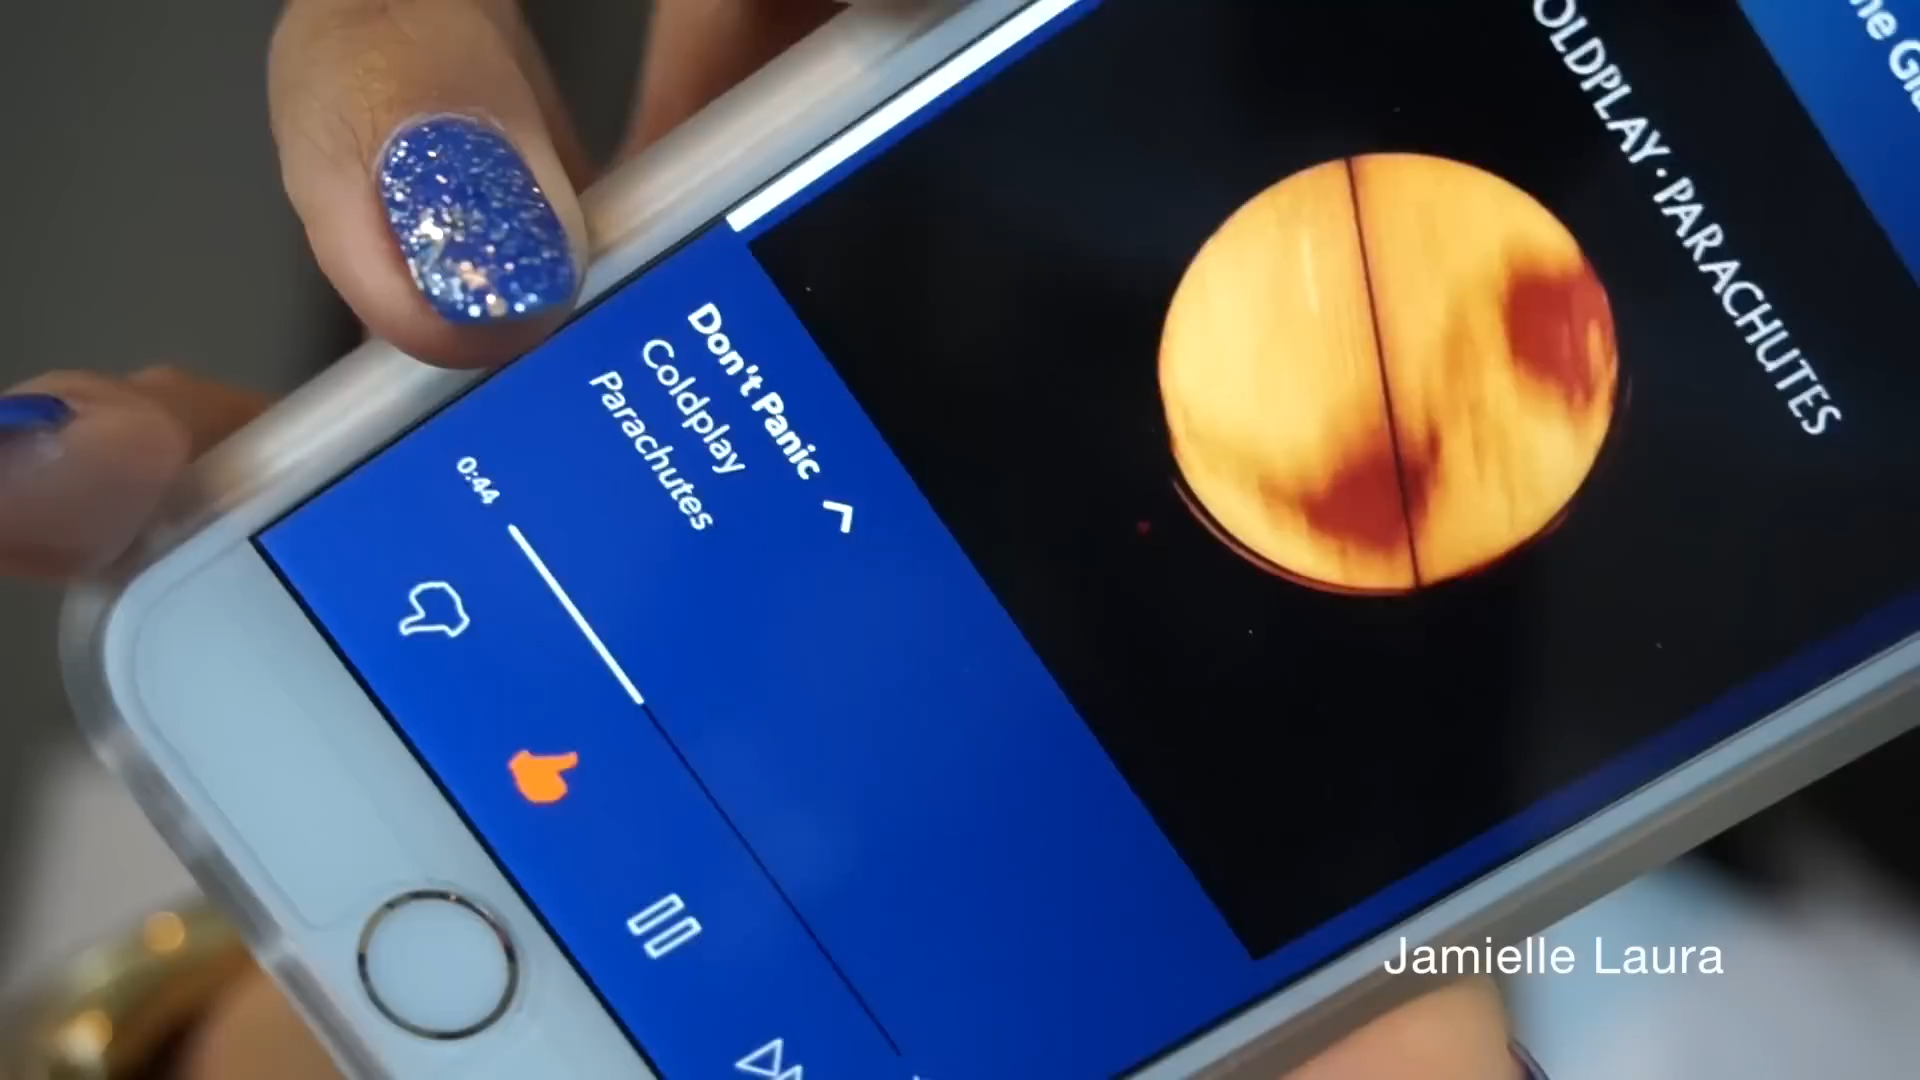 OLDPLAY · PARACHUTES
Don't Panic
Coldplay
Parachutes
0:44
Jamielle Laura